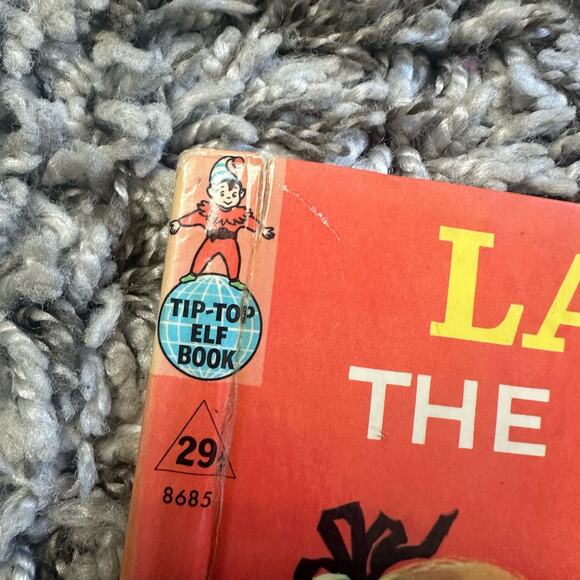 TIP-TOP
ELF
BOOK
29
8685
LA
THE